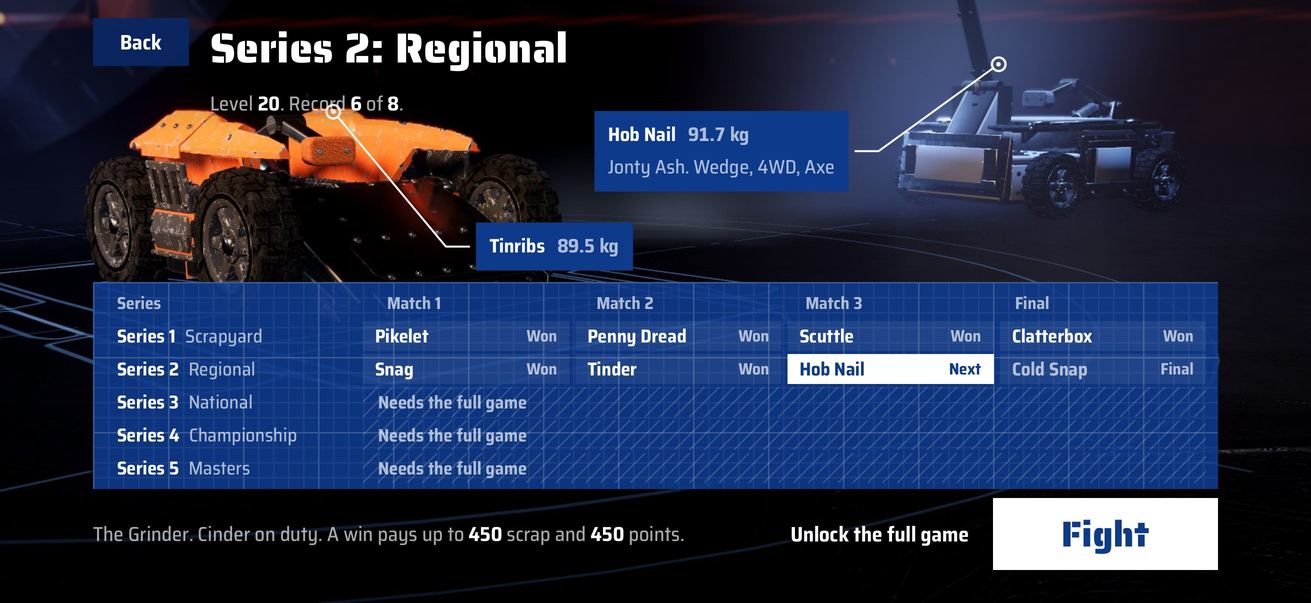 Back
Series 2: Regional
Level 20. Record 6 of 8.
Hob Nail 91.7 kg
Jonty Ash. Wedge, 4WD, Axe
Tinribs 89.5 kg
Series Match 1 Match 2 Match 3 Final
Series 1 Scrapyard Pikelet Won Penny Dread Won Scuttle Won Clatterbox Won
Series 2 Regional Snag Won Tinder Won Hob Nail Next Cold Snap Final
Series 3 National Needs the full game
Series 4 Championship Needs the full game
Series 5 Masters Needs the full game
The Grinder. Cinder on duty. A win pays up to 450 scrap and 450 points.
Unlock the full game
Fight